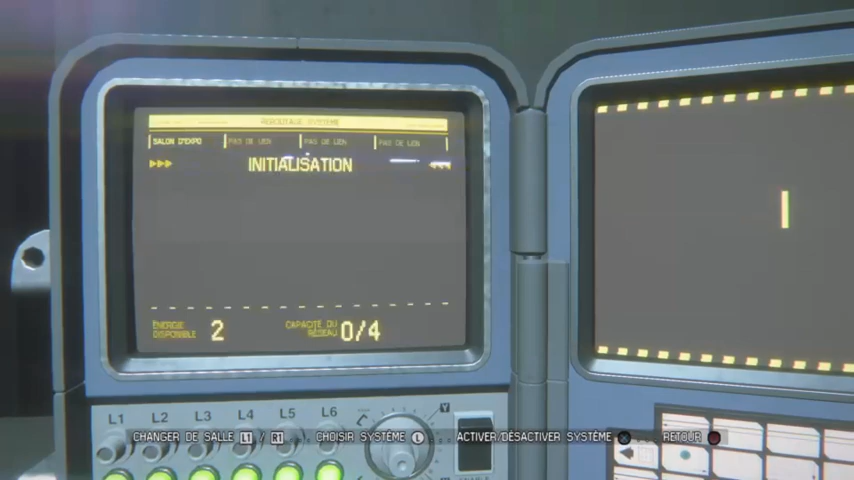 REROUTAGE SYSTÈME
SALON D'EXPO PAS DE LIEN PAS DE LIEN PAS DE LIEN
INITIALISATION
ÉNERGIE DISPONIBLE 2 CAPACITÉ DU RÉSEAU 0/4
L1 L2 L3 L4 L5 L6
CHANGER DE SALLE L1 / R1 CHOISIR SYSTÈME L ACTIVER/DÉSACTIVER SYSTÈME RETOUR